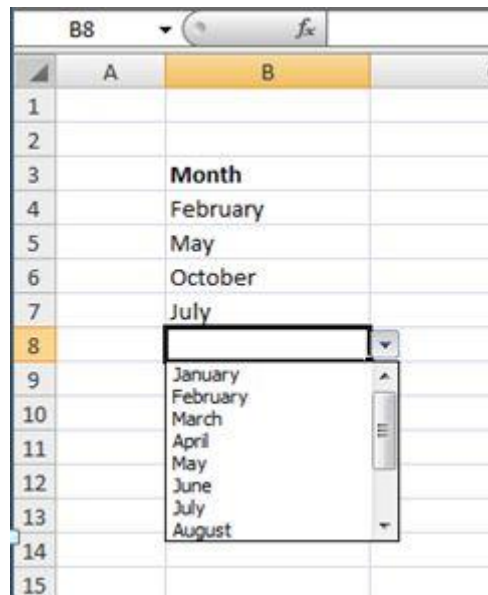 B8 fx
A B
1
2
3 Month
4 February
5 May
6 October
7 July
8
9 January
February
10 March
11 April
May
12 June
13 July
14 August
15